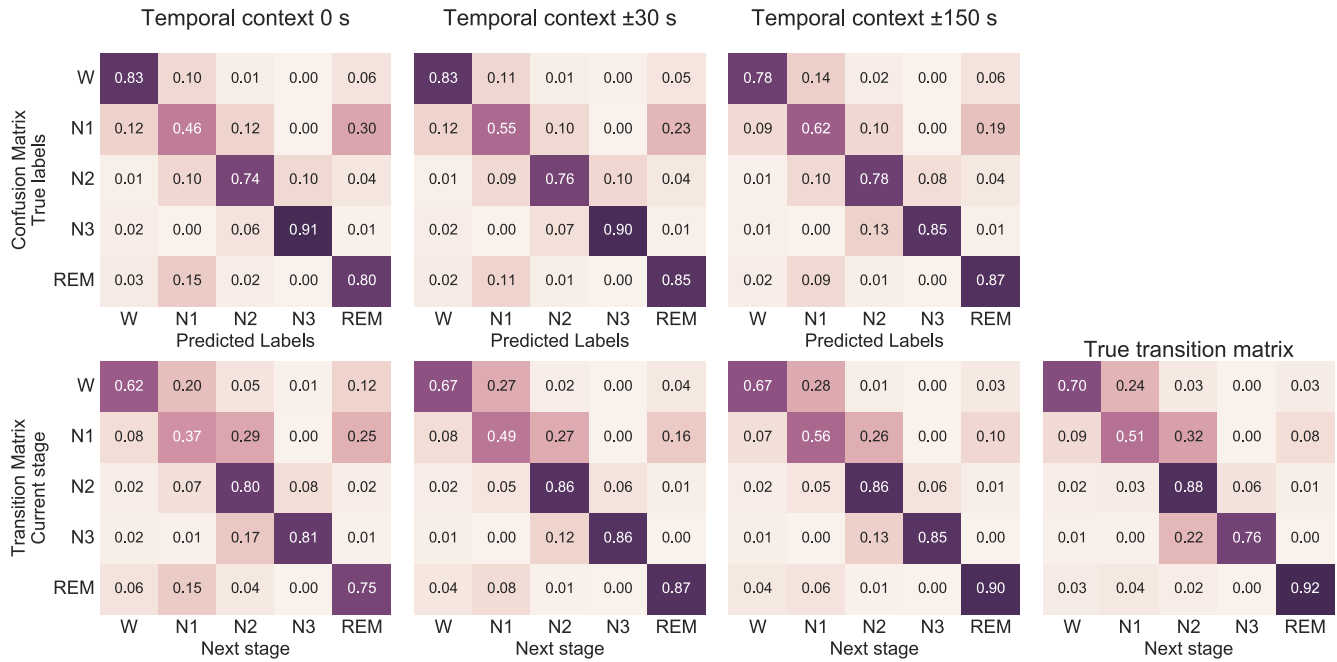 Temporal context 0 s Temporal context ±30 s Temporal context ±150 s
Confusion Matrix
True labels
W 0.83 0.10 0.01 0.00 0.06 0.83 0.11 0.01 0.00 0.05 0.78 0.14 0.02 0.00 0.06
N1 0.12 0.46 0.12 0.00 0.30 0.12 0.55 0.10 0.00 0.23 0.09 0.62 0.10 0.00 0.19
N2 0.01 0.10 0.74 0.10 0.04 0.01 0.09 0.76 0.10 0.04 0.01 0.10 0.78 0.08 0.04
N3 0.02 0.00 0.06 0.91 0.01 0.02 0.00 0.07 0.90 0.01 0.01 0.00 0.13 0.85 0.01
REM 0.03 0.15 0.02 0.00 0.80 0.02 0.11 0.01 0.00 0.85 0.02 0.09 0.01 0.00 0.87
W N1 N2 N3 REM W N1 N2 N3 REM W N1 N2 N3 REM
Predicted Labels Predicted Labels Predicted Labels
True transition matrix
Transition Matrix
Current stage
W 0.62 0.20 0.05 0.01 0.12 0.67 0.27 0.02 0.00 0.04 0.67 0.28 0.01 0.00 0.03 0.70 0.24 0.03 0.00 0.03
N1 0.08 0.37 0.29 0.00 0.25 0.08 0.49 0.27 0.00 0.16 0.07 0.56 0.26 0.00 0.10 0.09 0.51 0.32 0.00 0.08
N2 0.02 0.07 0.80 0.08 0.02 0.02 0.05 0.86 0.06 0.01 0.02 0.05 0.86 0.06 0.01 0.02 0.03 0.88 0.06 0.01
N3 0.02 0.01 0.17 0.81 0.01 0.02 0.00 0.12 0.86 0.00 0.01 0.00 0.13 0.85 0.00 0.01 0.00 0.22 0.76 0.00
REM 0.06 0.15 0.04 0.00 0.75 0.04 0.08 0.01 0.00 0.87 0.04 0.06 0.01 0.00 0.90 0.03 0.04 0.02 0.00 0.92
W N1 N2 N3 REM W N1 N2 N3 REM W N1 N2 N3 REM W N1 N2 N3 REM
Next stage Next stage Next stage Next stage